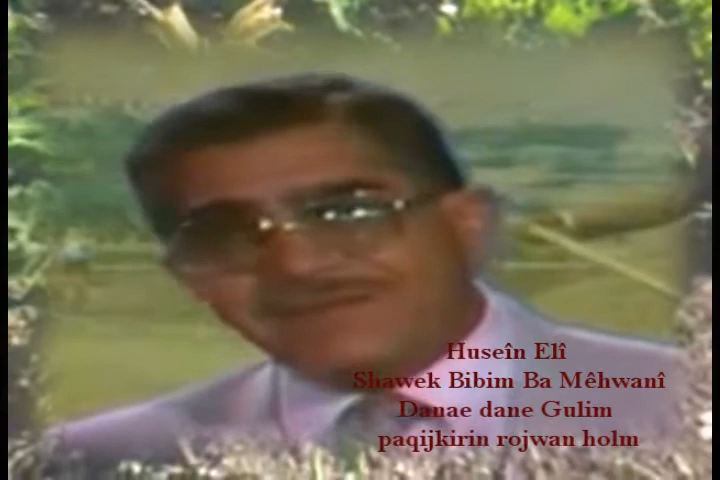 Huseîn Elî
Shawek Bibim Ba Mêhwanî
Danae dane Gulim
paqijkirin rojwan holm